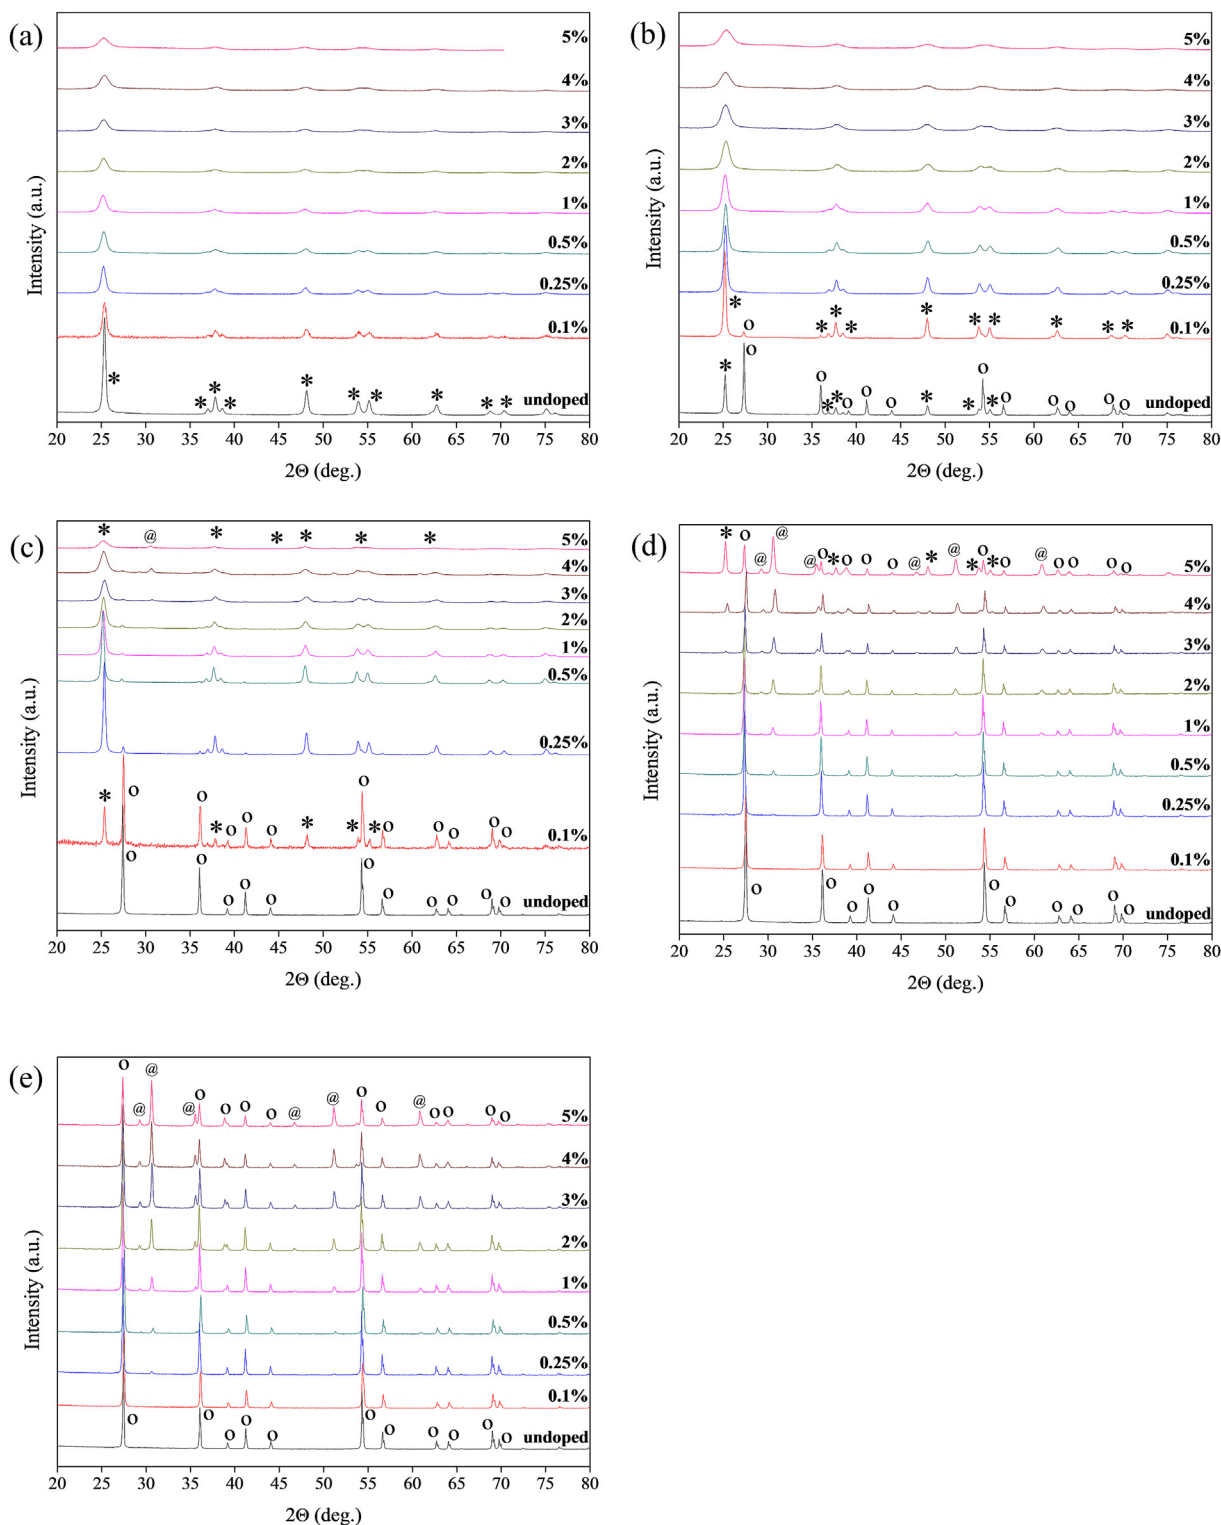 (a)
5%
4%
3%
2%
1%
0.5%
0.25%
0.1%
undoped
* * * * * * * * * *
Intensity (a.u.)
20 25 30 35 40 45 50 55 60 65 70 75 80
2Θ (deg.)
(b)
5%
4%
3%
2%
1%
0.5%
0.25%
0.1%
* o * * * * * * * * *
undoped
* o o * * o o o * * o * o o o o o
Intensity (a.u.)
20 25 30 35 40 45 50 55 60 65 70 75 80
2Θ (deg.)
(c)
* @ * * * * *
5%
4%
3%
2%
1%
0.5%
0.25%
0.1%
* o o * o o o * * o * o o o o o
undoped
o o o o o o o o o o o
Intensity (a.u.)
20 25 30 35 40 45 50 55 60 65 70 75 80
2Θ (deg.)
(d)
* o @ @ @ o * o o o @ * @ * o * o @ o o o o
5%
4%
3%
2%
1%
0.5%
0.25%
0.1%
undoped
o o o o o o o o o o o
Intensity (a.u.)
20 25 30 35 40 45 50 55 60 65 70 75 80
2Θ (deg.)
(e)
o @ @ @ o o o o @ @ o o @ o o o o
5%
4%
3%
2%
1%
0.5%
0.25%
0.1%
undoped
o o o o o o o o o o o
Intensity (a.u.)
20 25 30 35 40 45 50 55 60 65 70 75 80
2Θ (deg.)